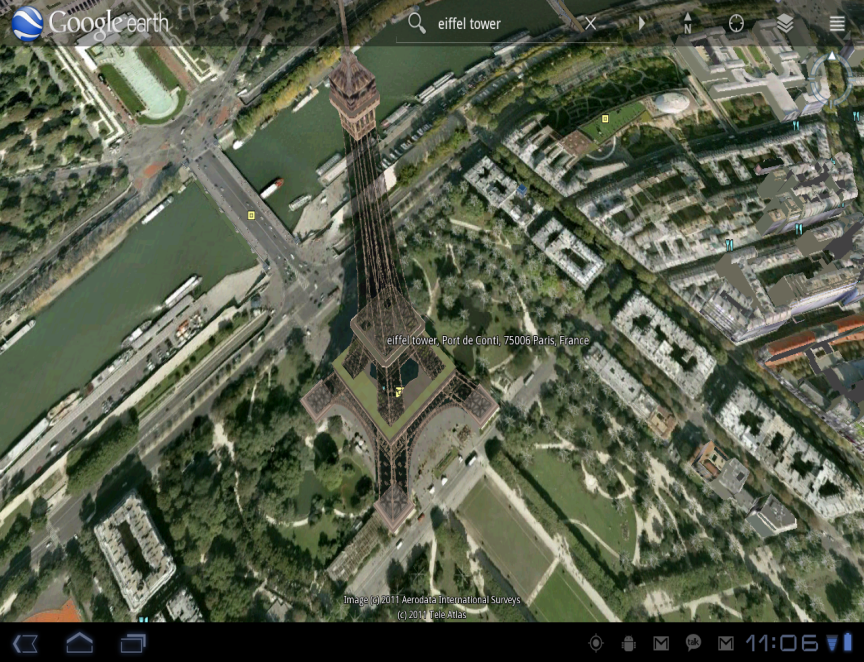 Google earth
eiffel tower
N
eiffel tower, Port de Conti, 75006 Paris, France
Image (c) 2011 Aerodata International Surveys
(c) 2011 Tele Atlas
talk
11:06